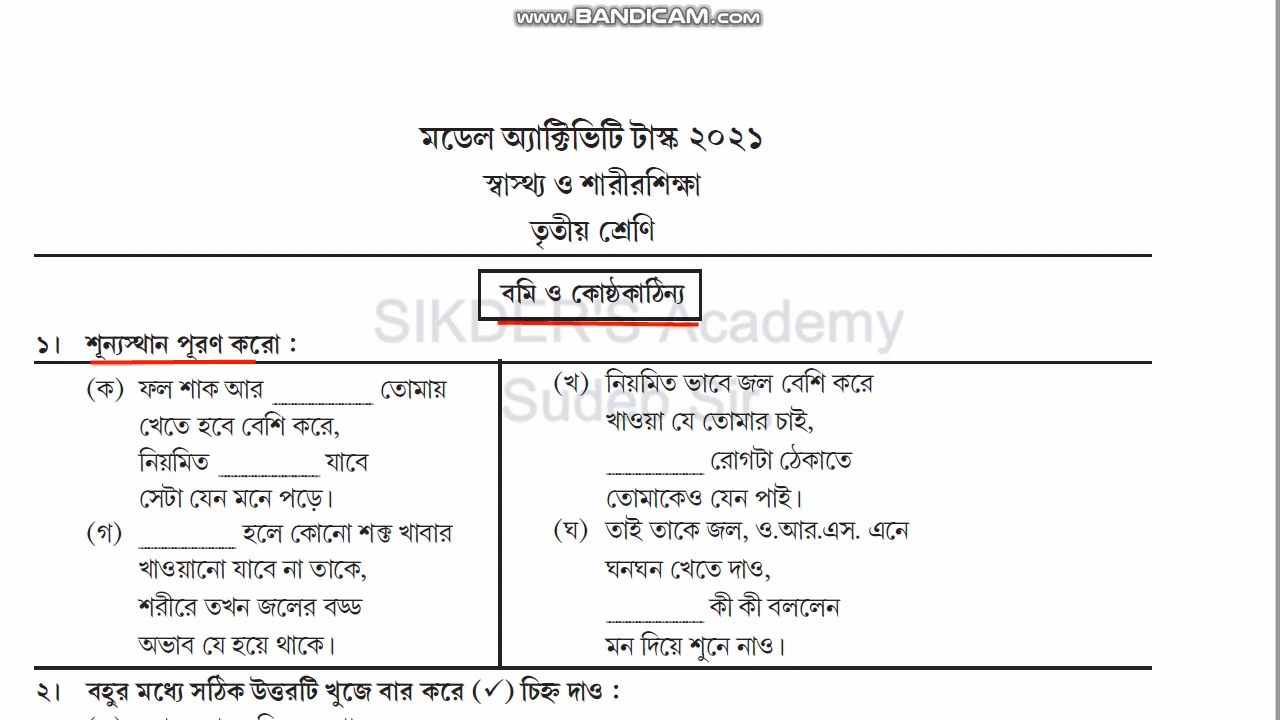 www.BANDICAM.com
মডেল অ্যাক্টিভিটি টাস্ক ২০২১
স্বাস্থ্য ও শারীরশিক্ষা
তৃতীয় শ্রেণি
বমি ও কোষ্ঠকাঠিন্য
SIKDER'S Academy
Sudeb Sir
১। শূন্যস্থান পূরণ করো :
(ক) ফল শাক আর __________ তোমায়
খেতে হবে বেশি করে,
নিয়মিত __________ যাবে
সেটা যেন মনে পড়ে।
(খ) নিয়মিত ভাবে জল বেশি করে
খাওয়া যে তোমার চাই,
__________ রোগটা ঠেকাতে
তোমাকেও যেন পাই।
(গ) __________ হলে কোনো শক্ত খাবার
খাওয়ানো যাবে না তাকে,
শরীরে তখন জলের বড্ড
অভাব যে হয়ে থাকে।
(ঘ) তাই তাকে জল, ও.আর.এস. এনে
ঘনঘন খেতে দাও,
__________ কী কী বললেন
মন দিয়ে শুনে নাও।
২। বহুর মধ্যে সঠিক উত্তরটি খুজে বার করে (✓) চিহ্ন দাও :